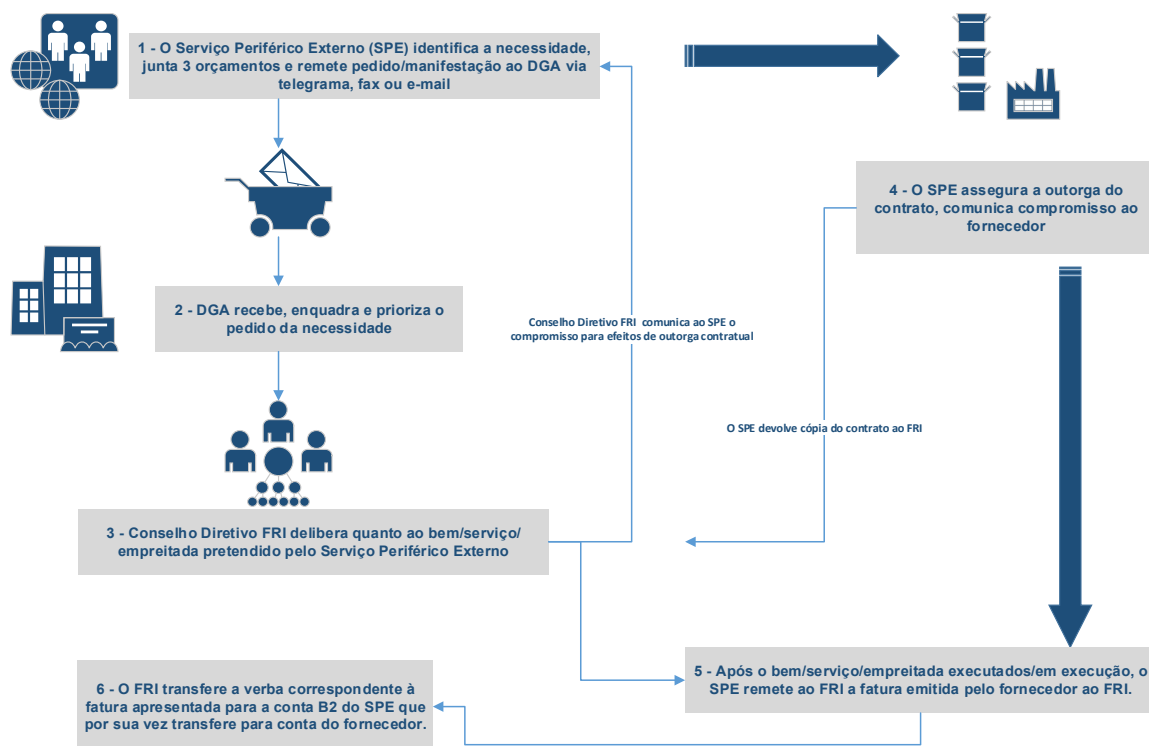 1 - O Serviço Periférico Externo (SPE) identifica a necessidade,
junta 3 orçamentos e remete pedido/manifestação ao DGA via
telegrama, fax ou e-mail
4 - O SPE assegura a outorga do
contrato, comunica compromisso ao
fornecedor
2 - DGA recebe, enquadra e prioriza o
pedido da necessidade
Conselho Diretivo FRI comunica ao SPE o
compromisso para efeitos de outorga contratual
O SPE devolve cópia do contrato ao FRI
3 - Conselho Diretivo FRI delibera quanto ao bem/serviço/
empreitada pretendido pelo Serviço Periférico Externo
5 - Após o bem/serviço/empreitada executados/em execução, o
SPE remete ao FRI a fatura emitida pelo fornecedor ao FRI.
6 - O FRI transfere a verba correspondente à
fatura apresentada para a conta B2 do SPE que
por sua vez transfere para conta do fornecedor.